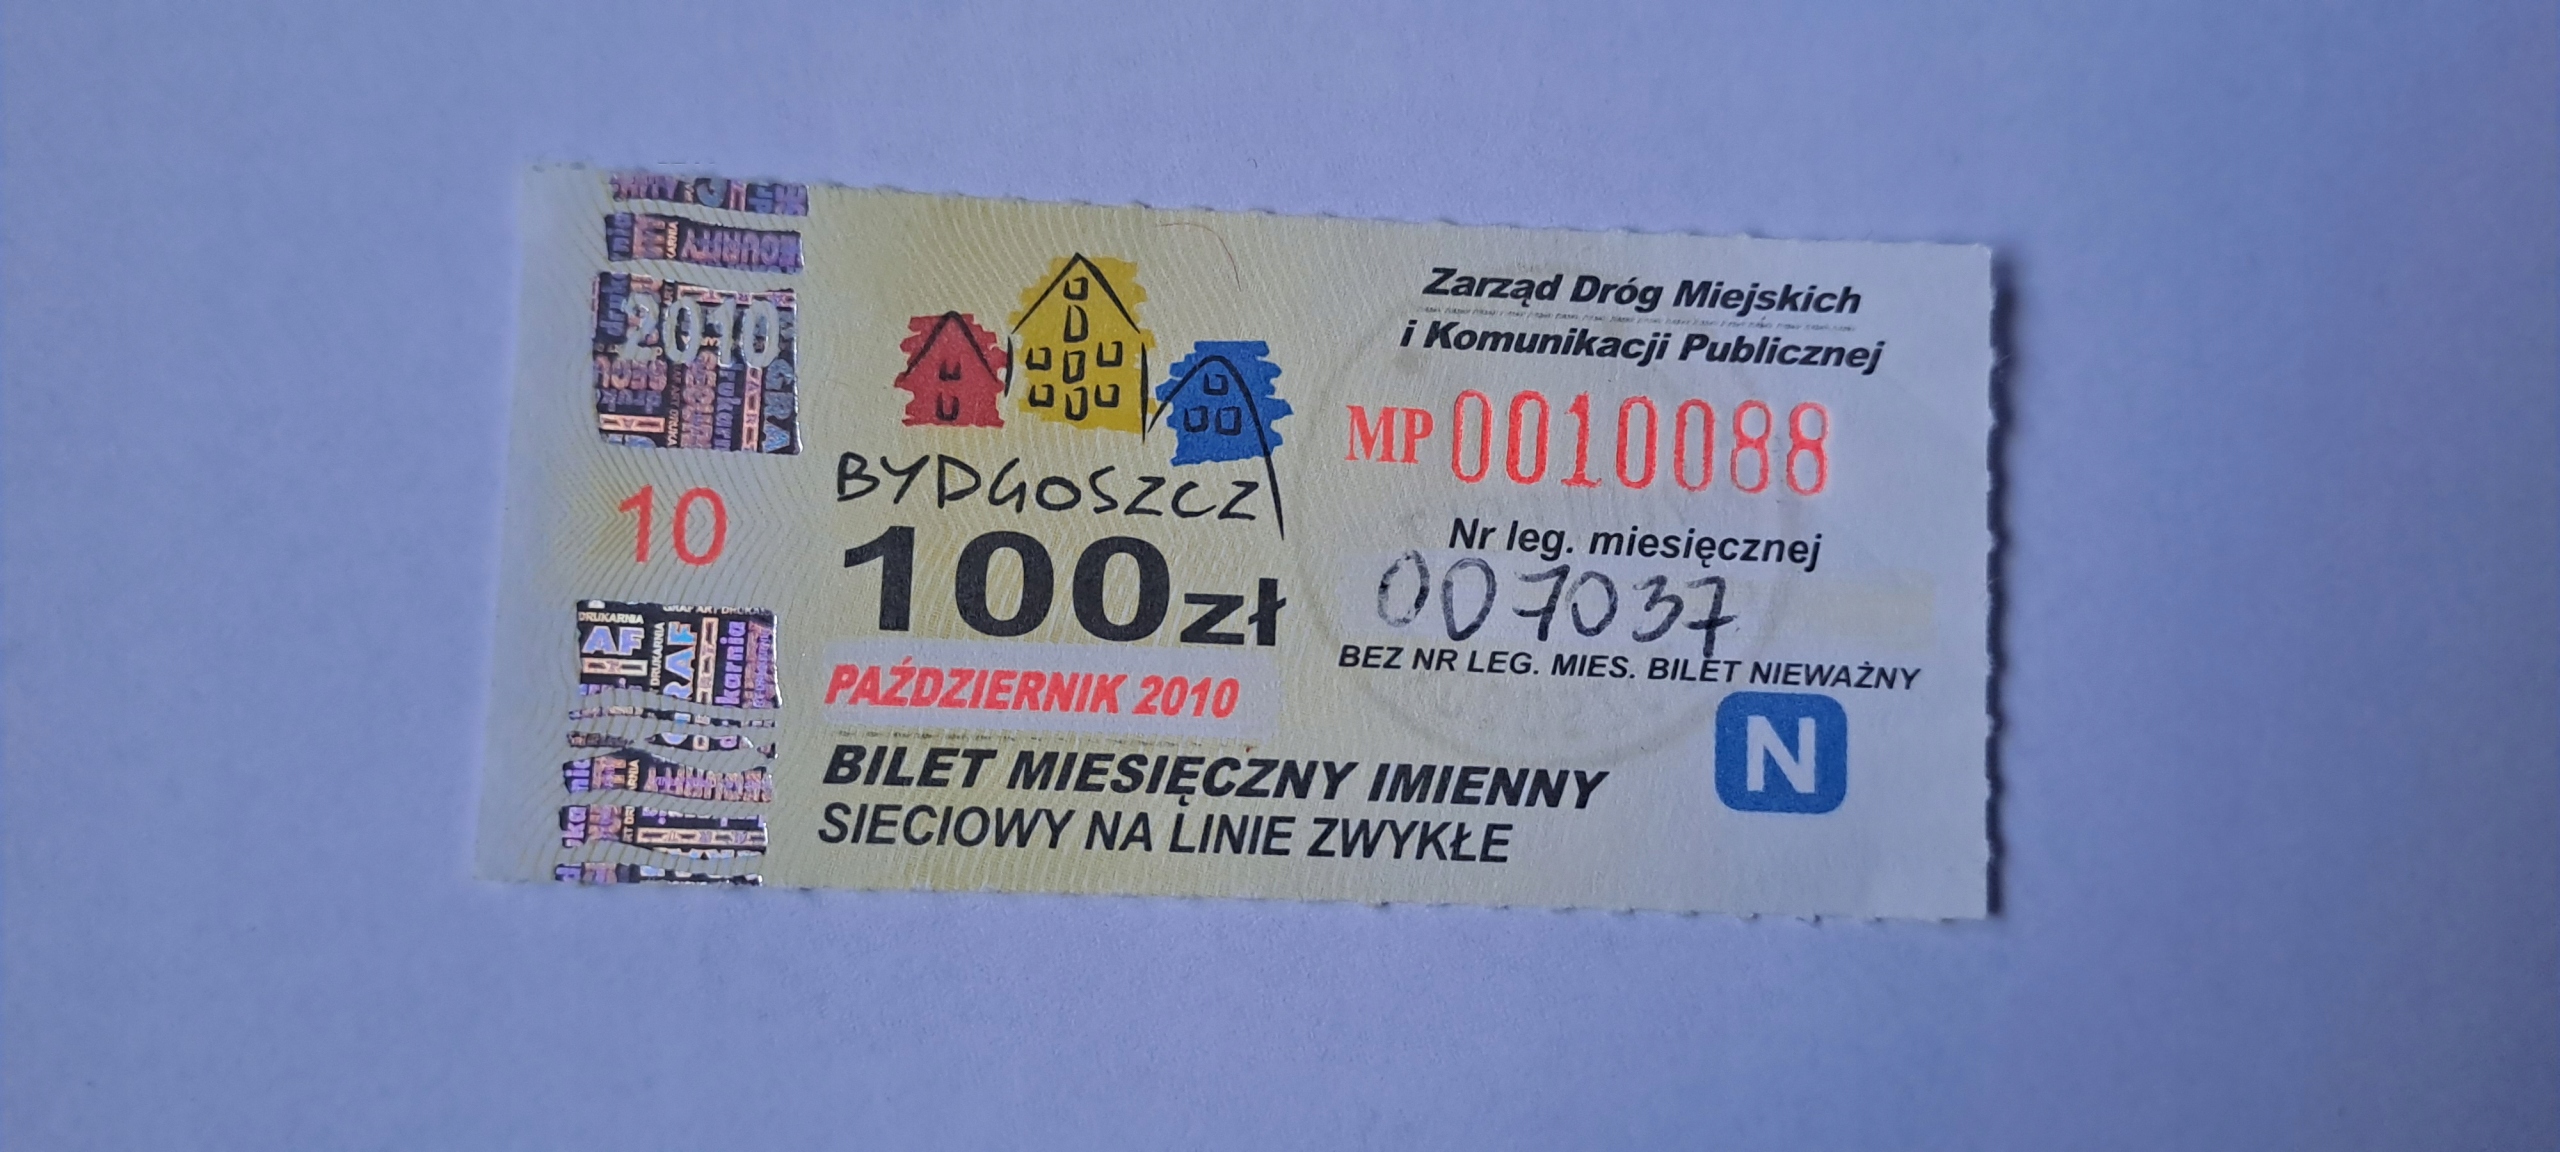 2010
10
BYDGOSZCZ
100zł
PAŹDZIERNIK 2010
BILET MIESIĘCZNY IMIENNY
SIECIOWY NA LINIE ZWYKŁE
Zarząd Dróg Miejskich
i Komunikacji Publicznej
MP 0010088
Nr leg. miesięcznej
007037
BEZ NR LEG. MIES. BILET NIEWAŻNY
N